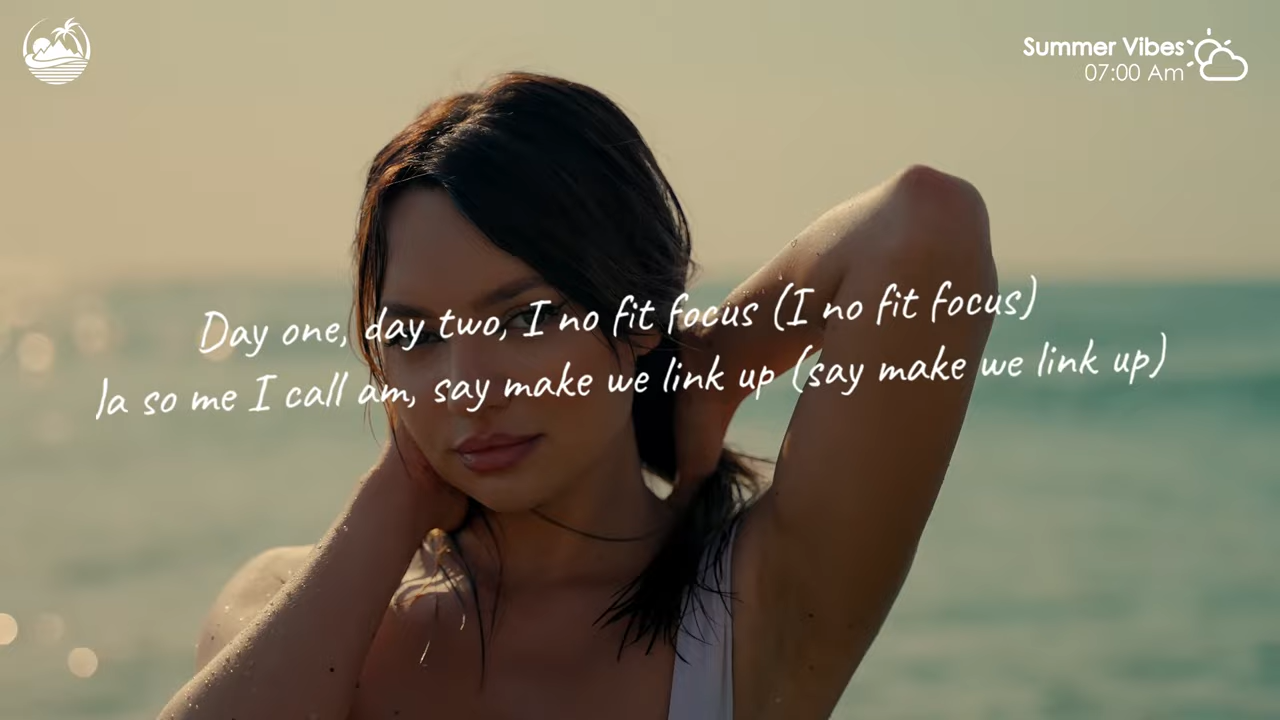 Summer Vibes
07:00 Am
Day one, day two, I no fit focus (I no fit focus)
Na so me I call am, say make we link up (say make we link up)